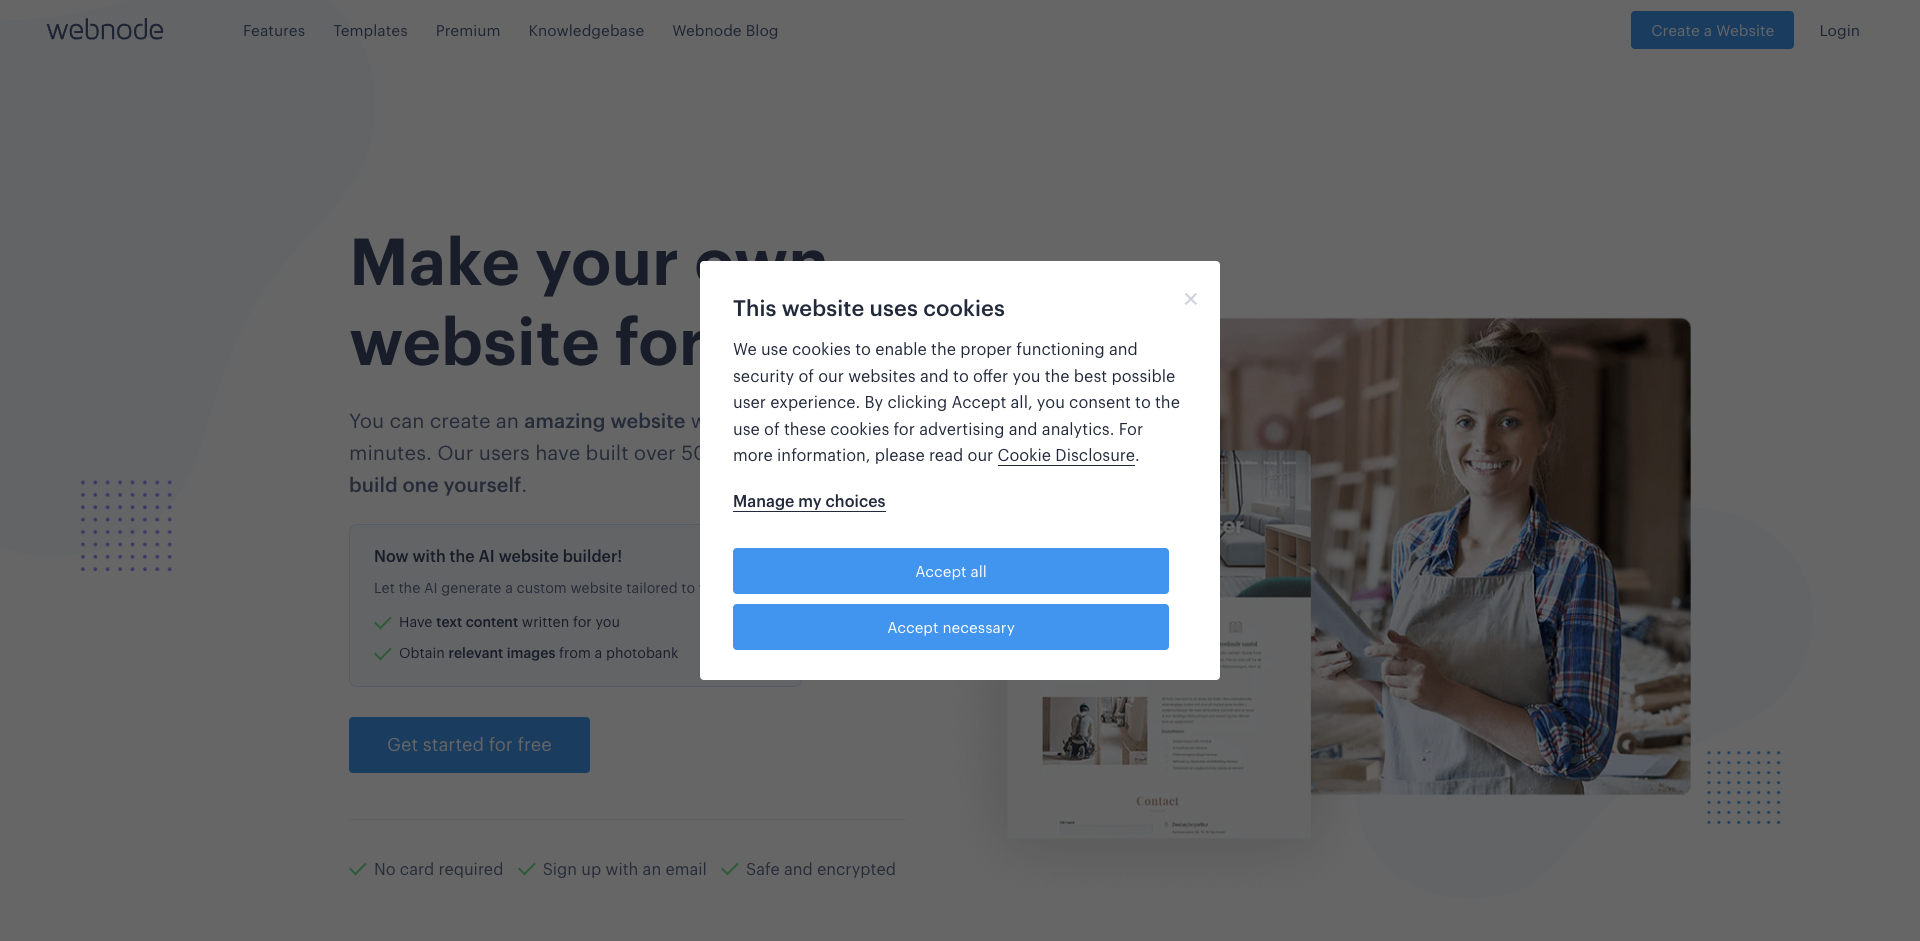 webnode
Features
Templates
Premium
Knowledgebase
Webnode Blog
Create a Website
Login
Make your own
website for
You can create an amazing website
minutes. Our users have built over
build one yourself.
Now with the AI website builder!
Let the AI generate a custom website tailored to
Have text content written for you
Obtain relevant images from a photobank
Get started for free
No card required
Sign up with an email
Safe and encrypted
This website uses cookies
We use cookies to enable the proper functioning and
security of our websites and to offer you the best possible
user experience. By clicking Accept all, you consent to the
use of these cookies for advertising and analytics. For
more information, please read our Cookie Disclosure.
Manage my choices
Accept all
Accept necessary
Contact